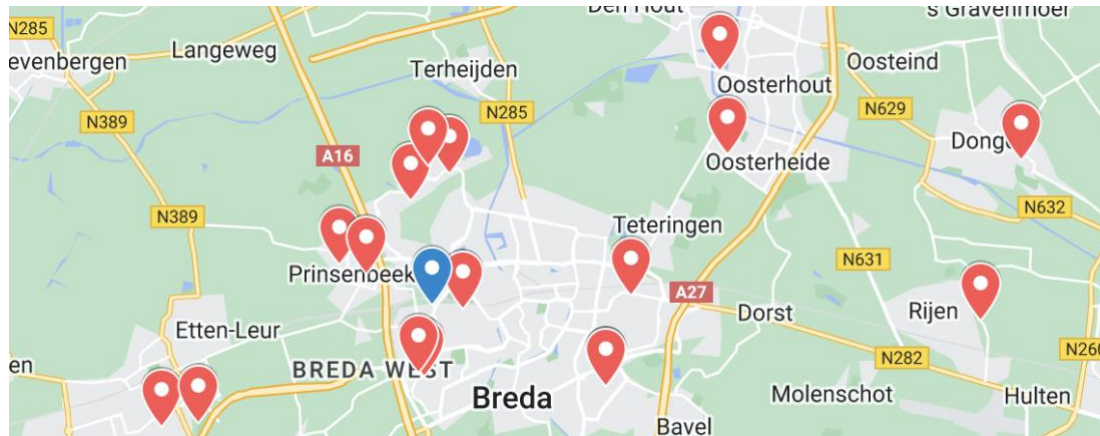 Den Hout
's Gravenmoer
N285
Langeweg
evenbergen
Terheijden
Oosteind
Oosterhout
N629
N285
N389
Donge
A16
Oosterheide
N632
N389
Teteringen
N631
Prinsenbeek
A27
Rijen
Dorst
Etten-Leur
en
BREDA WEST
N282
N260
Molenschot
Hulten
Breda
Bavel